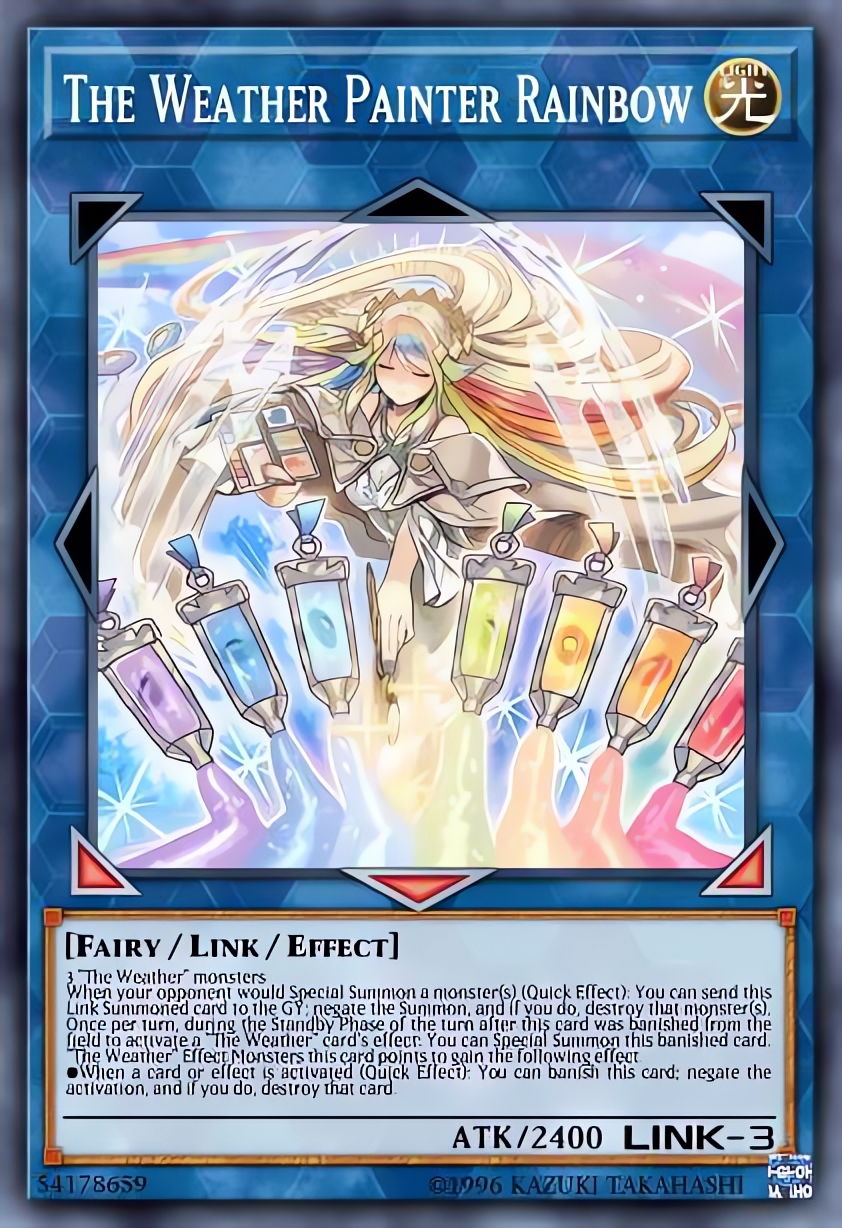 THE WEATHER PAINTER RAINBOW
光
[FAIRY / LINK / EFFECT]
3 "The Weather" monsters
When your opponent would Special Summon a monster(s) (Quick Effect): You can send this
Link Summoned card to the GY; negate the Summon, and if you do, destroy that monster(s).
Once per turn, during the Standby Phase of the turn after this card was banished from the
field to activate a "The Weather" card's effect: You can Special Summon this banished card.
"The Weather" Effect Monsters this card points to gain the following effect.
●When a card or effect is activated (Quick Effect): You can banish this card; negate the
activation, and if you do, destroy that card.
ATK/2400 LINK-3
54178659 ©1996 KAZUKI TAKAHASHI